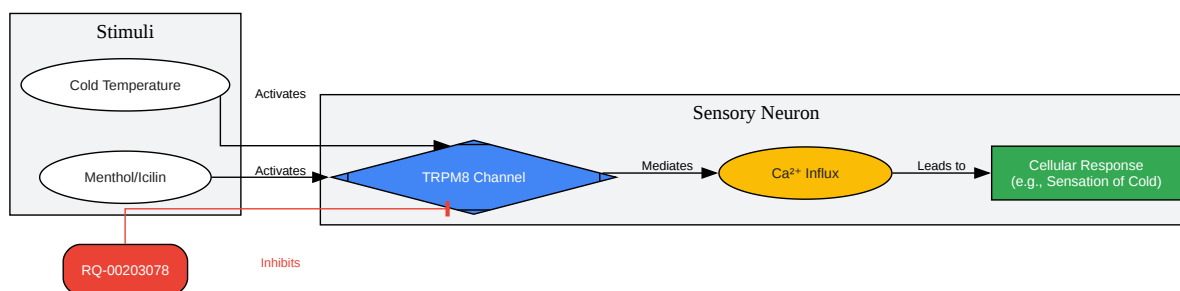 Stimuli
Cold Temperature
Activates
Sensory Neuron
Menthol/Icilin
Activates
TRPM8 Channel
Mediates
Ca²⁺ Influx
Leads to
Cellular Response
(e.g., Sensation of Cold)
RQ-00203078
Inhibits